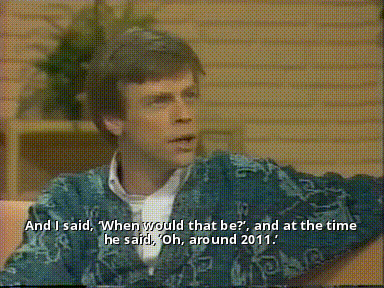 And I said, 'When would that be?', and at the time
he said, 'Oh, around 2011.'